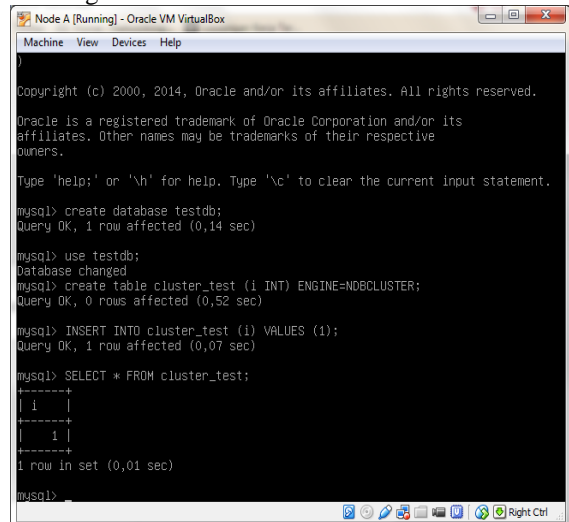 Node A [Running] - Oracle VM VirtualBox
Machine View Devices Help
)
Copyright (c) 2000, 2014, Oracle and/or its affiliates. All rights reserved.
Oracle is a registered trademark of Oracle Corporation and/or its
affiliates. Other names may be trademarks of their respective
owners.
Type 'help;' or '\h' for help. Type '\c' to clear the current input statement.
mysql> create database testdb;
Query OK, 1 row affected (0,14 sec)
mysql> use testdb;
Database changed
mysql> create table cluster_test (i INT) ENGINE=NDBCLUSTER;
Query OK, 0 rows affected (0,52 sec)
mysql> INSERT INTO cluster_test (i) VALUES (1);
Query OK, 1 row affected (0,07 sec)
mysql> SELECT * FROM cluster_test;
+------+
| i    |
+------+
|    1 |
+------+
1 row in set (0,01 sec)
mysql> _
Right Ctrl